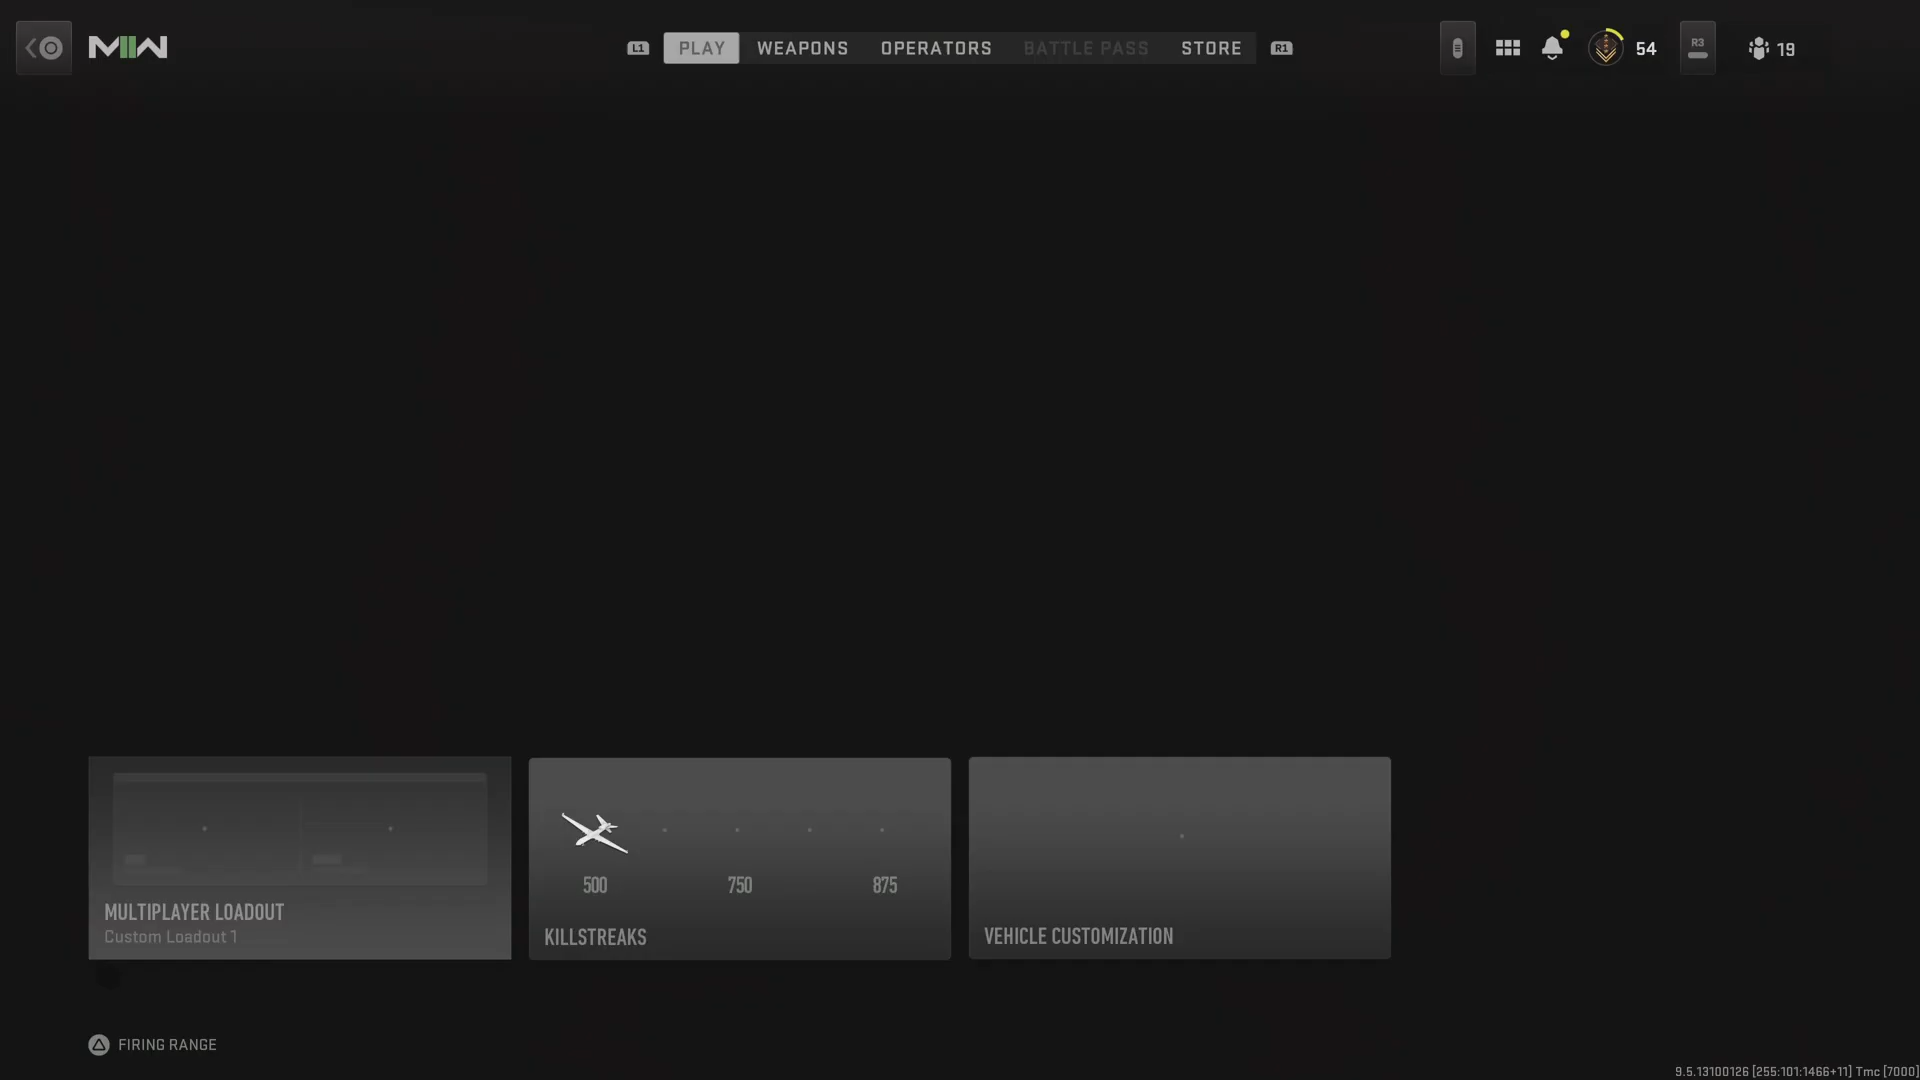 MIIW
L1 PLAY WEAPONS OPERATORS BATTLE PASS STORE R1
54
R3
19
500 750 875
MULTIPLAYER LOADOUT
Custom Loadout 1
KILLSTREAKS
VEHICLE CUSTOMIZATION
FIRING RANGE
9.5.13100126 [255:101:1466+11] Tmc [7000]